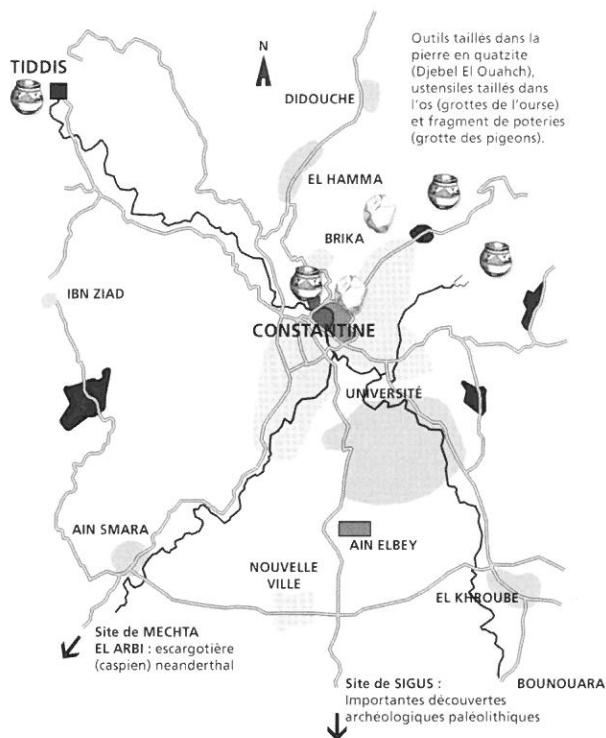 Outils taillés dans la
pierre en quatzite
(Djebel El Ouahch),
ustensiles taillés dans
l'os (grottes de l'ourse)
et fragment de poteries
(grotte des pigeons).
N
TIDDIS
DIDOUCHE
EL HAMMA
BRIKA
IBN ZIAD
CONSTANTINE
UNIVERSITÉ
AIN SMARA
AIN ELBEY
NOUVELLE
VILLE
EL KHROUBE
Site de MECHTA
EL ARBI : escargotière
(caspien) neanderthal
BOUNOUARA
Site de SIGUS :
Importantes découvertes
archéologiques paléolithiques